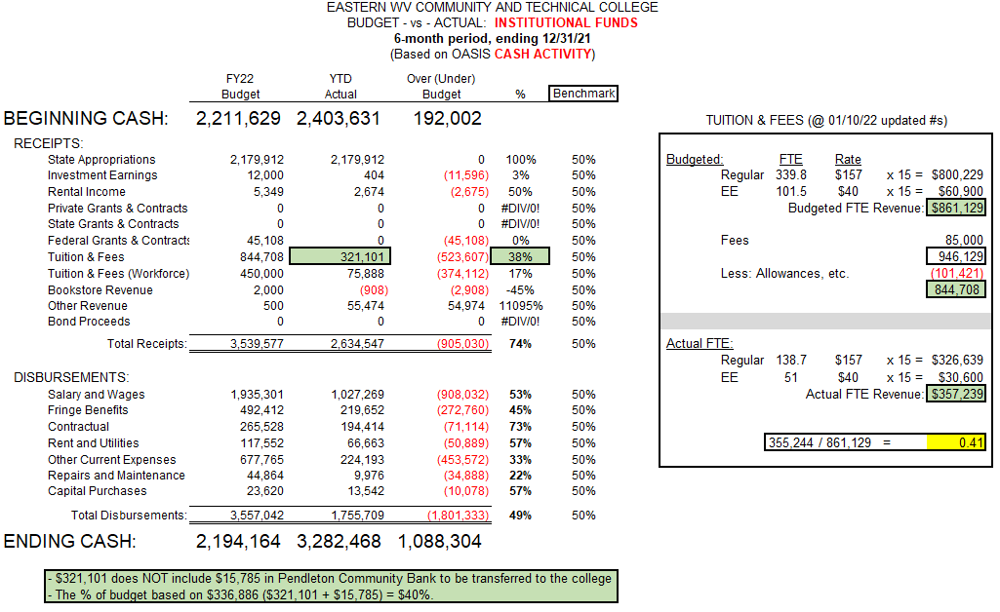 EASTERN WV COMMUNITY AND TECHNICAL COLLEGE
BUDGET - vs - ACTUAL: INSTITUTIONAL FUNDS
6-month period, ending 12/31/21
(Based on OASIS CASH ACTIVITY)
FY22 YTD Over (Under)
Budget Actual Budget % Benchmark
BEGINNING CASH: 2,211,629 2,403,631 192,002
RECEIPTS:
State Appropriations 2,179,912 2,179,912 0 100% 50%
Investment Earnings 12,000 404 (11,596) 3% 50%
Rental Income 5,349 2,674 (2,675) 50% 50%
Private Grants & Contracts 0 0 0 #DIV/0! 50%
State Grants & Contracts 0 0 0 #DIV/0! 50%
Federal Grants & Contracts 45,108 0 (45,108) 0% 50%
Tuition & Fees 844,708 321,101 (523,607) 38% 50%
Tuition & Fees (Workforce) 450,000 75,888 (374,112) 17% 50%
Bookstore Revenue 2,000 (908) (2,908) -45% 50%
Other Revenue 500 55,474 54,974 11095% 50%
Bond Proceeds 0 0 0 #DIV/0! 50%
Total Receipts: 3,539,577 2,634,547 (905,030) 74% 50%
DISBURSEMENTS:
Salary and Wages 1,935,301 1,027,269 (908,032) 53% 50%
Fringe Benefits 492,412 219,652 (272,760) 45% 50%
Contractual 265,528 194,414 (71,114) 73% 50%
Rent and Utilities 117,552 66,663 (50,889) 57% 50%
Other Current Expenses 677,765 224,193 (453,572) 33% 50%
Repairs and Maintenance 44,864 9,976 (34,888) 22% 50%
Capital Purchases 23,620 13,542 (10,078) 57% 50%
Total Disbursements: 3,557,042 1,755,709 (1,801,333) 49% 50%
ENDING CASH: 2,194,164 3,282,468 1,088,304
- $321,101 does NOT include $15,785 in Pendleton Community Bank to be transferred to the college
- The % of budget based on $336,886 ($321,101 + $15,785) = $40%.
TUITION & FEES (@ 01/10/22 updated #s)
Budgeted: FTE Rate
Regular 339.8 $157 x 15 = $800,229
EE 101.5 $40 x 15 = $60,900
Budgeted FTE Revenue: $861,129
Fees 85,000
946,129
Less: Allowances, etc. (101,421)
844,708
Actual FTE:
Regular 138.7 $157 x 15 = $326,639
EE 51 $40 x 15 = $30,600
Actual FTE Revenue: $357,239
355,244 / 861,129 = 0.41